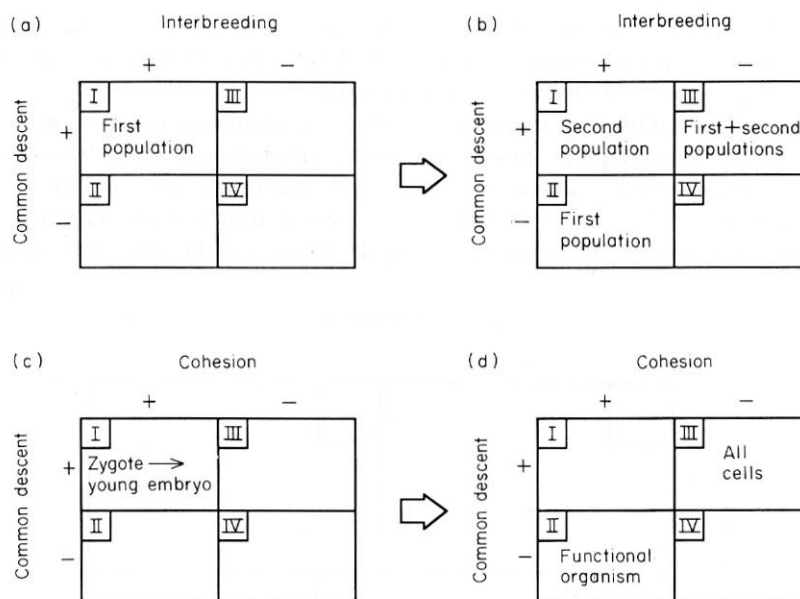 (a) Interbreeding
+ −
Common descent
+
−
I
III
First
population
II
IV
(b) Interbreeding
+ −
Common descent
+
−
I
III
Second
population
First+second
populations
II
IV
First
population
(c) Cohesion
+ −
Common descent
+
−
I
III
Zygote →
young embryo
II
IV
(d) Cohesion
+ −
Common descent
+
−
I
III
All
cells
II
IV
Functional
organism